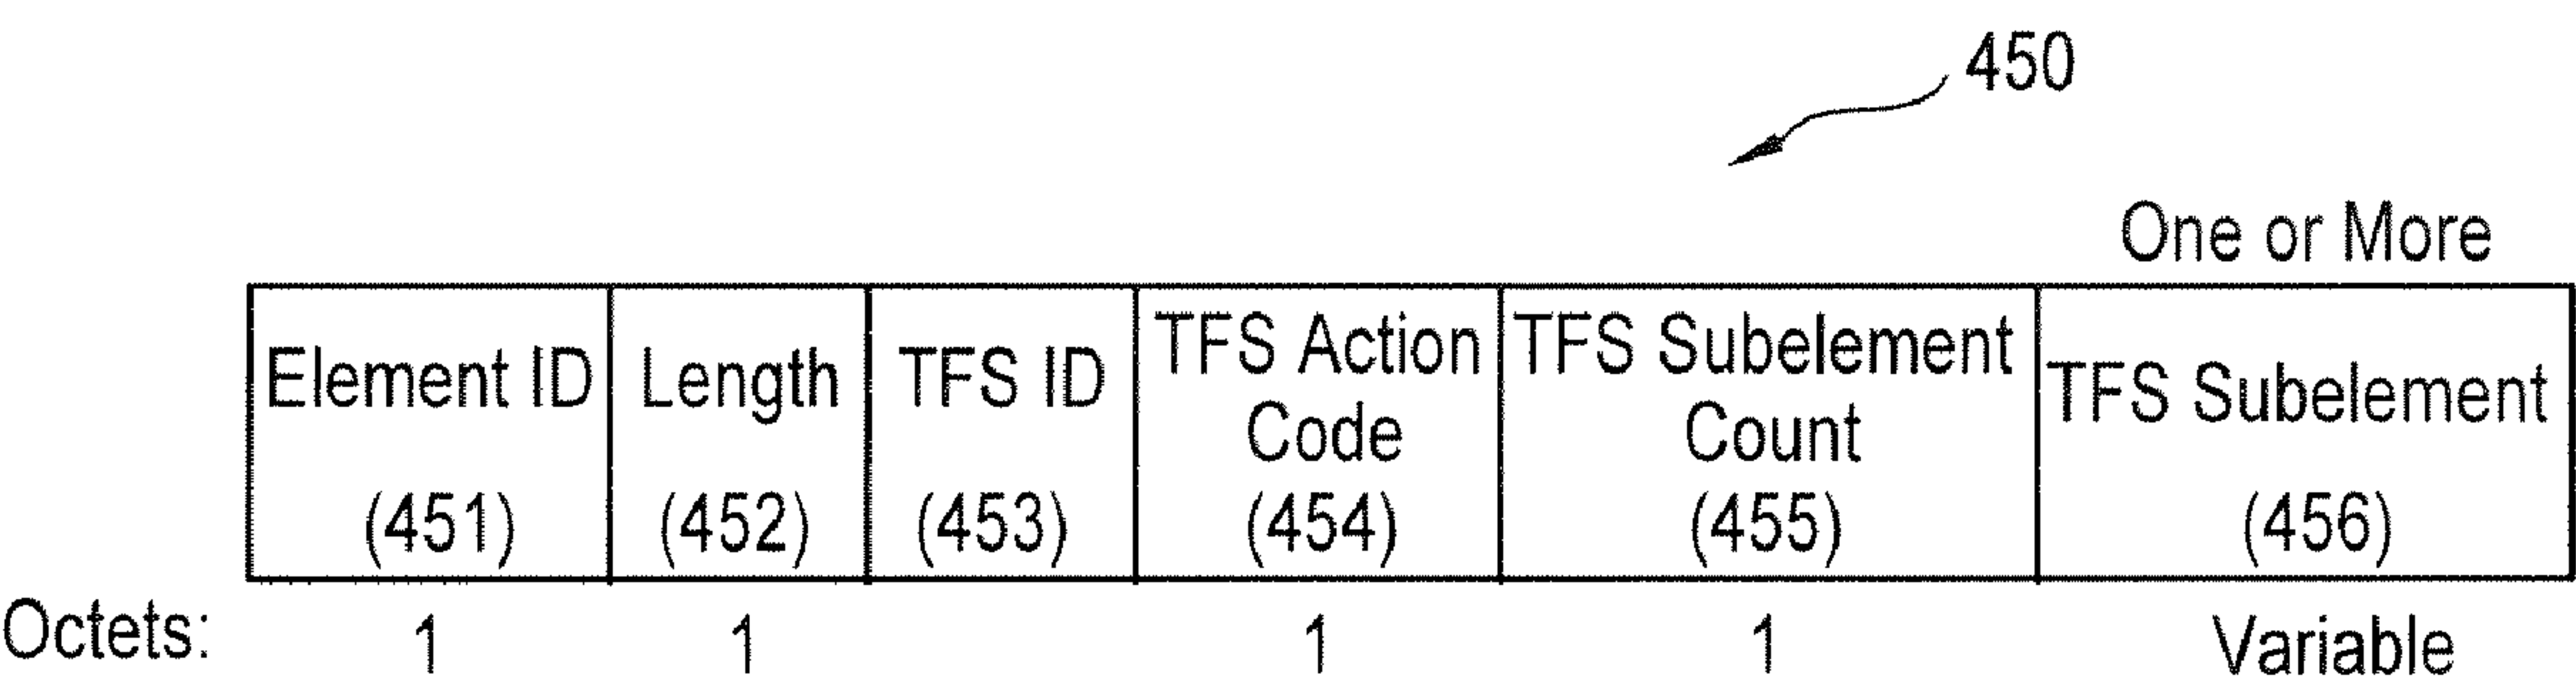 450
One or More
Element ID Length TFS ID TFS Action Code TFS Subelement Count TFS Subelement
(451) (452) (453) (454) (455) (456)
Octets: 1 1 1 1 Variable